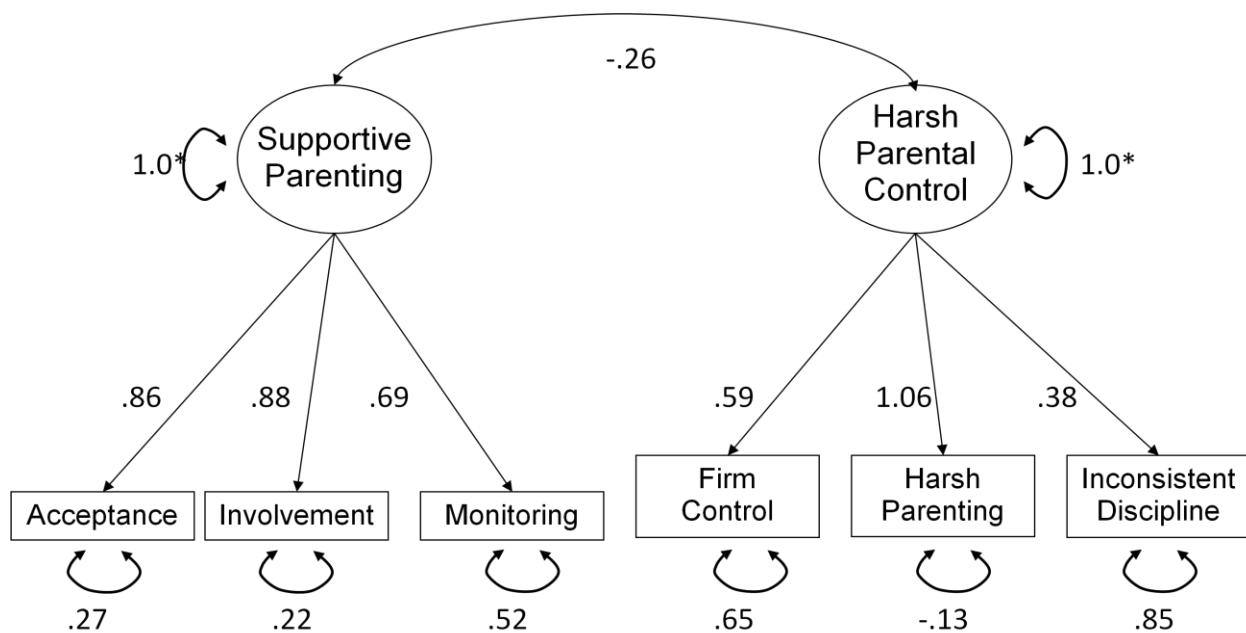 -.26
Supportive
Parenting
1.0*
Harsh
Parental
Control
1.0*
.86
.88
.69
.59
1.06
.38
Acceptance
Involvement
Monitoring
Firm
Control
Harsh
Parenting
Inconsistent
Discipline
.27
.22
.52
.65
-.13
.85